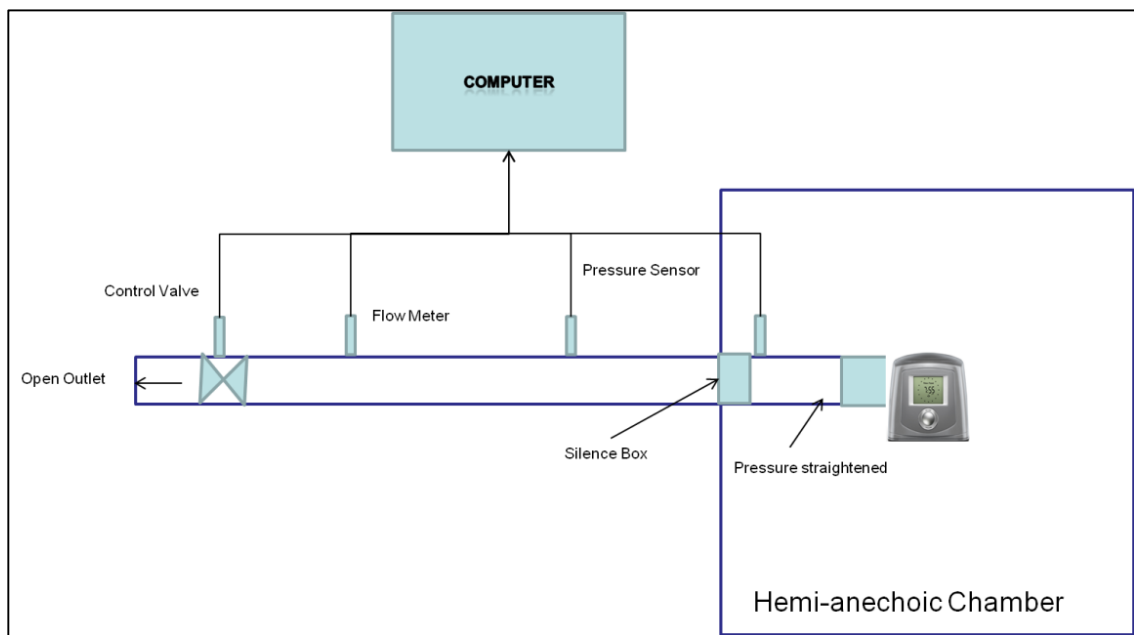 COMPUTER
Pressure Sensor
Control Valve
Flow Meter
Open Outlet
Silence Box
Pressure straightened
Hemi-anechoic Chamber